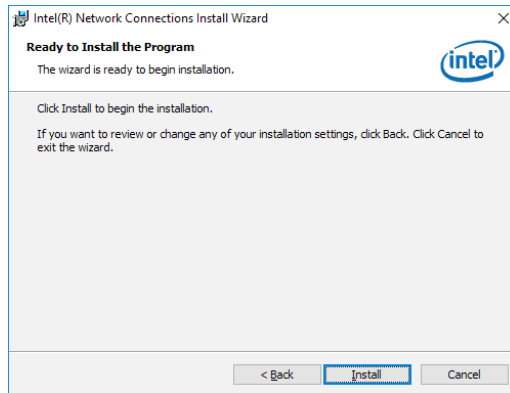 Intel(R) Network Connections Install Wizard
Ready to Install the Program
The wizard is ready to begin installation.
intel
Click Install to begin the installation.
If you want to review or change any of your installation settings, click Back. Click Cancel to
exit the wizard.
< Back
Install
Cancel